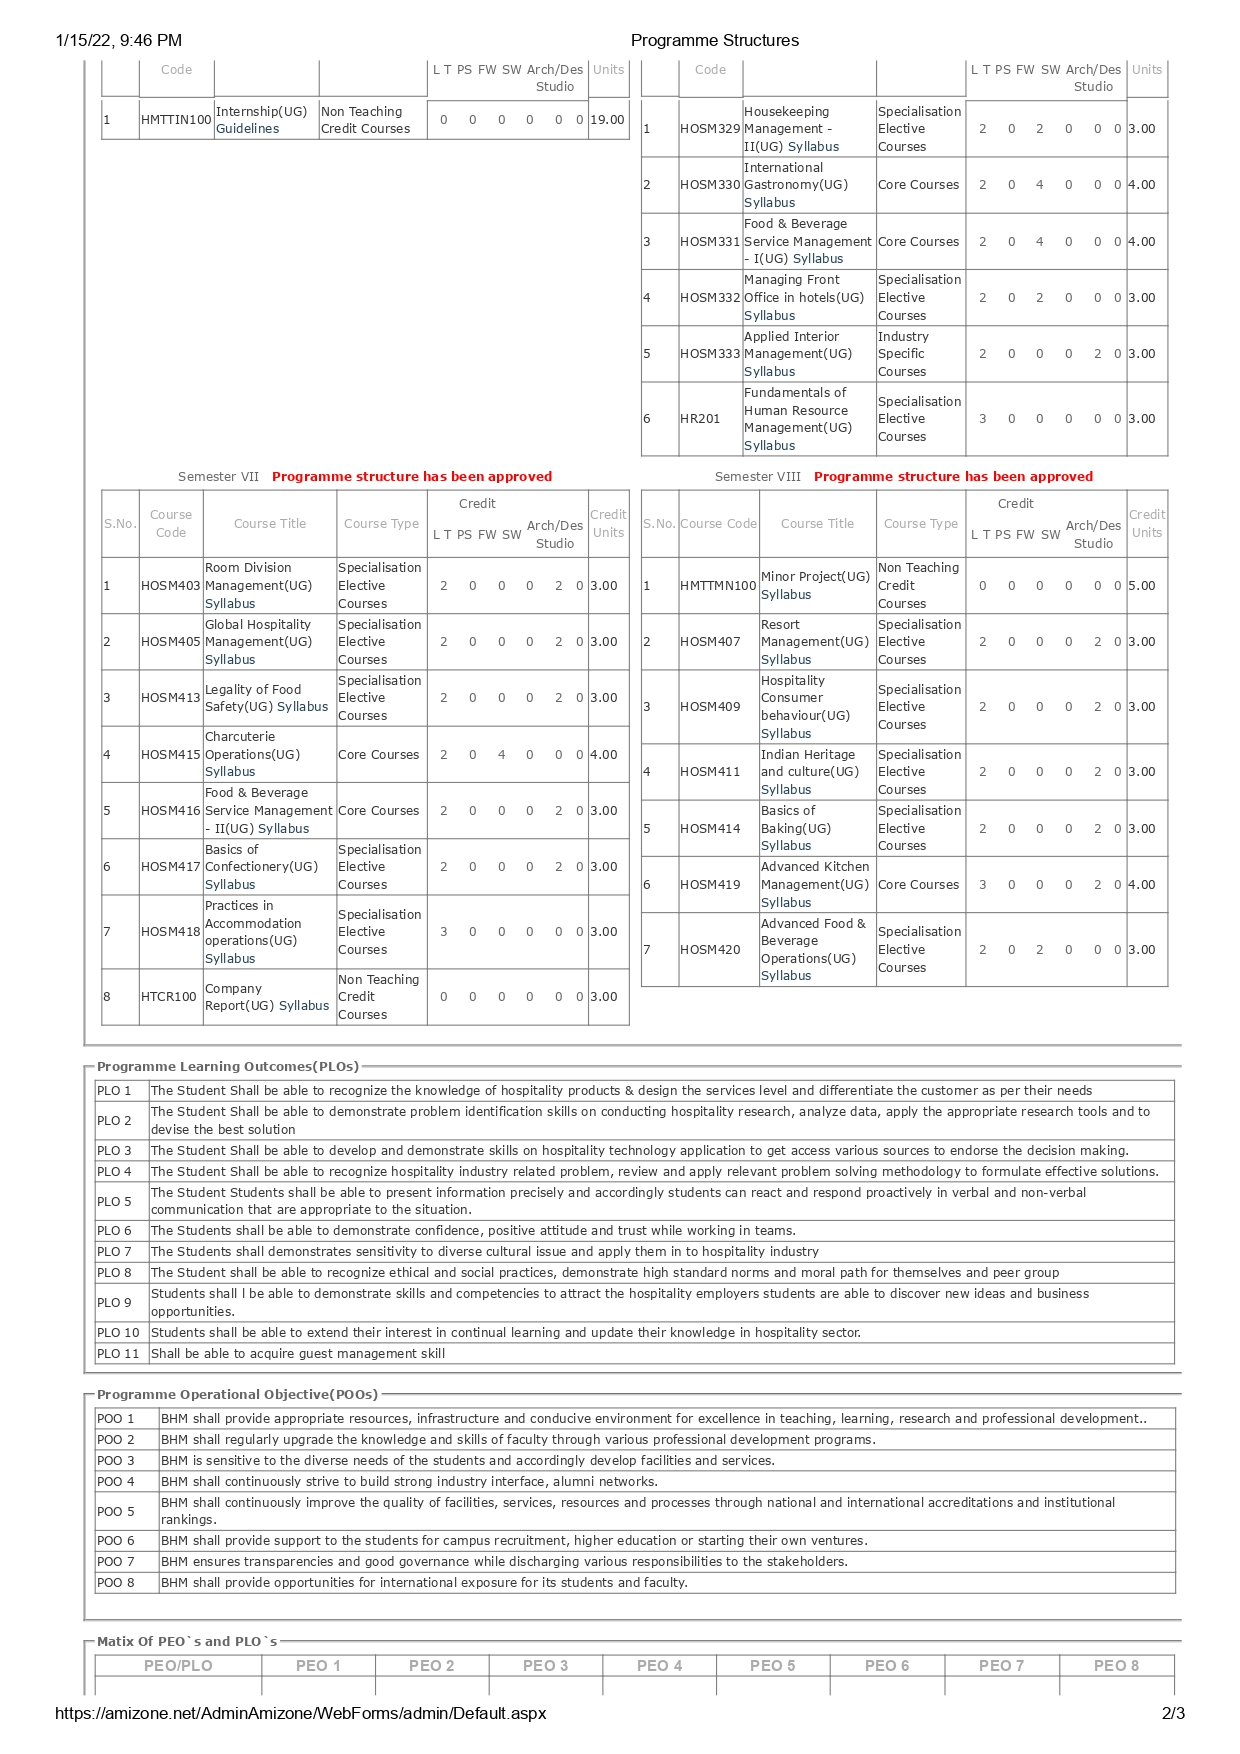 1/15/22, 9:46 PM
Programme Structures
Code L T PS FW SW Arch/Des Units
Studio
1 HMTTIN100 Internship(UG) Non Teaching 0 0 0 0 0 0 19.00
Guidelines Credit Courses
Code L T PS FW SW Arch/Des Units
Studio
Housekeeping Specialisation
1 HOSM329 Management - Elective 2 0 2 0 0 0 3.00
II(UG) Syllabus Courses
International
2 HOSM330 Gastronomy(UG) Core Courses 2 0 4 0 0 0 4.00
Syllabus
Food & Beverage
3 HOSM331 Service Management Core Courses 2 0 4 0 0 0 4.00
- I(UG) Syllabus
Managing Front Specialisation
4 HOSM332 Office in hotels(UG) Elective 2 0 2 0 0 0 3.00
Syllabus Courses
Applied Interior Industry
5 HOSM333 Management(UG) Specific 2 0 0 0 2 0 3.00
Syllabus Courses
Fundamentals of
Human Resource Specialisation
6 HR201 Management(UG) Elective 3 0 0 0 0 0 3.00
Syllabus Courses
Semester VII Programme structure has been approved
S.No. Course Code Course Title Course Type Credit Credit Units
L T PS FW SW Arch/Des
Studio
Room Division Specialisation
1 HOSM403 Management(UG) Elective 2 0 0 0 2 0 3.00
Syllabus Courses
Global Hospitality Specialisation
2 HOSM405 Management(UG) Elective 2 0 0 0 2 0 3.00
Syllabus Courses
Specialisation
3 HOSM413 Legality of Food Elective 2 0 0 0 2 0 3.00
Safety(UG) Syllabus Courses
Charcuterie
4 HOSM415 Operations(UG) Core Courses 2 0 4 0 0 0 4.00
Syllabus
Food & Beverage
5 HOSM416 Service Management Core Courses 2 0 0 0 2 0 3.00
- II(UG) Syllabus
Basics of Specialisation
6 HOSM417 Confectionery(UG) Elective 2 0 0 0 2 0 3.00
Syllabus Courses
Practices in
Accommodation Specialisation
7 HOSM418 operations(UG) Elective 3 0 0 0 0 0 3.00
Syllabus Courses
Non Teaching
8 HTCR100 Company Credit 0 0 0 0 0 0 3.00
Report(UG) Syllabus Courses
Semester VIII Programme structure has been approved
S.No. Course Code Course Title Course Type Credit Credit Units
L T PS FW SW Arch/Des
Studio
Non Teaching
1 HMTTMN100 Minor Project(UG) Credit 0 0 0 0 0 0 5.00
Syllabus Courses
Resort Specialisation
2 HOSM407 Management(UG) Elective 2 0 0 0 2 0 3.00
Syllabus Courses
Hospitality
Consumer Specialisation
3 HOSM409 behaviour(UG) Elective 2 0 0 0 2 0 3.00
Syllabus Courses
Indian Heritage Specialisation
4 HOSM411 and culture(UG) Elective 2 0 0 0 2 0 3.00
Syllabus Courses
Basics of Specialisation
5 HOSM414 Baking(UG) Elective 2 0 0 0 2 0 3.00
Syllabus Courses
Advanced Kitchen
6 HOSM419 Management(UG) Core Courses 3 0 0 0 2 0 4.00
Syllabus
Advanced Food &
Beverage Specialisation
7 HOSM420 Operations(UG) Elective 2 0 2 0 0 0 3.00
Syllabus Courses
Programme Learning Outcomes(PLOs)
PLO 1 The Student Shall be able to recognize the knowledge of hospitality products & design the services level and differentiate the customer as per their needs
PLO 2 The Student Shall be able to demonstrate problem identification skills on conducting hospitality research, analyze data, apply the appropriate research tools and to
devise the best solution
PLO 3 The Student Shall be able to develop and demonstrate skills on hospitality technology application to get access various sources to endorse the decision making.
PLO 4 The Student Shall be able to recognize hospitality industry related problem, review and apply relevant problem solving methodology to formulate effective solutions.
PLO 5 The Student Students shall be able to present information precisely and accordingly students can react and respond proactively in verbal and non-verbal
communication that are appropriate to the situation.
PLO 6 The Students shall be able to demonstrate confidence, positive attitude and trust while working in teams.
PLO 7 The Students shall demonstrates sensitivity to diverse cultural issue and apply them in to hospitality industry
PLO 8 The Student shall be able to recognize ethical and social practices, demonstrate high standard norms and moral path for themselves and peer group
PLO 9 Students shall l be able to demonstrate skills and competencies to attract the hospitality employers students are able to discover new ideas and business
opportunities.
PLO 10 Students shall be able to extend their interest in continual learning and update their knowledge in hospitality sector.
PLO 11 Shall be able to acquire guest management skill
Programme Operational Objective(POOs)
POO 1 BHM shall provide appropriate resources, infrastructure and conducive environment for excellence in teaching, learning, research and professional development..
POO 2 BHM shall regularly upgrade the knowledge and skills of faculty through various professional development programs.
POO 3 BHM is sensitive to the diverse needs of the students and accordingly develop facilities and services.
POO 4 BHM shall continuously strive to build strong industry interface, alumni networks.
POO 5 BHM shall continuously improve the quality of facilities, services, resources and processes through national and international accreditations and institutional
rankings.
POO 6 BHM shall provide support to the students for campus recruitment, higher education or starting their own ventures.
POO 7 BHM ensures transparencies and good governance while discharging various responsibilities to the stakeholders.
POO 8 BHM shall provide opportunities for international exposure for its students and faculty.
Matix Of PEO`s and PLO`s
PEO/PLO PEO 1 PEO 2 PEO 3 PEO 4 PEO 5 PEO 6 PEO 7 PEO 8
https://amizone.net/AdminAmizone/WebForms/admin/Default.aspx
2/3